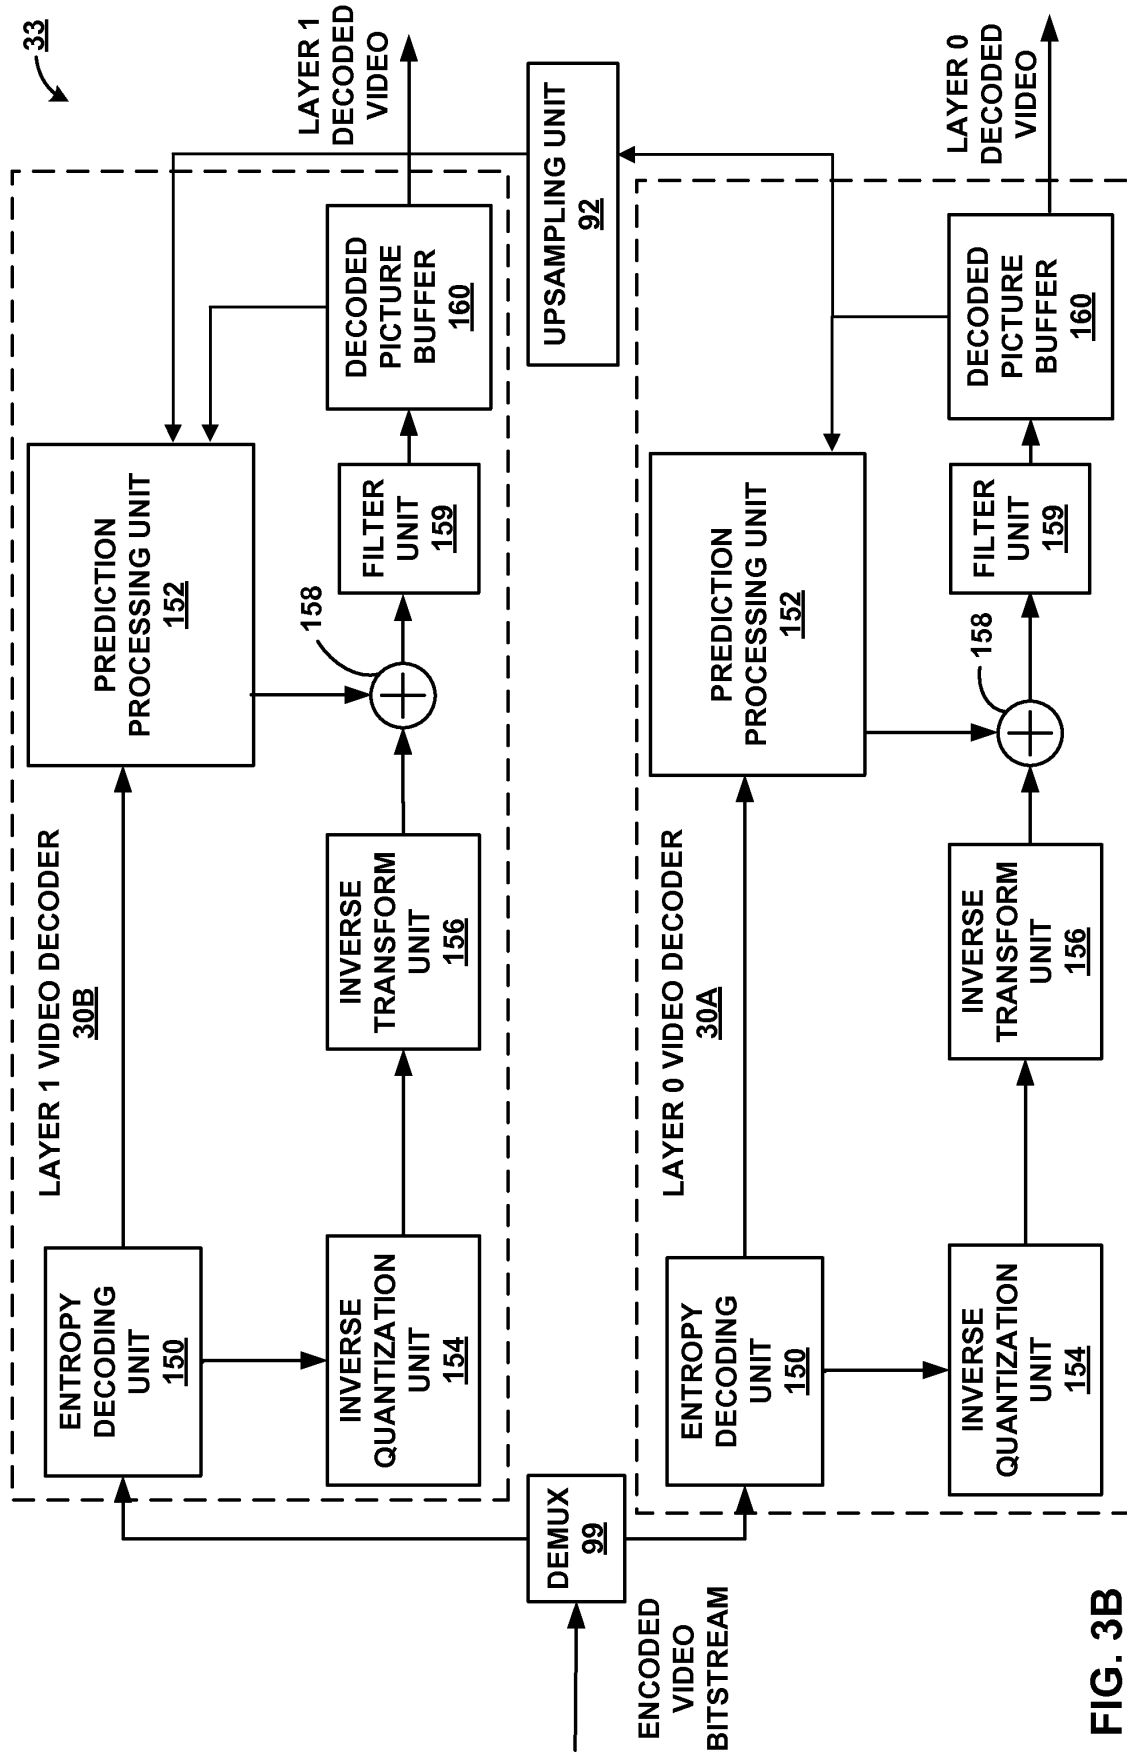 33
LAYER 1 VIDEO DECODER
30B
ENTROPY
DECODING
UNIT
150
PREDICTION
PROCESSING UNIT
152
INVERSE
QUANTIZATION
UNIT
154
INVERSE
TRANSFORM
UNIT
156
158
FILTER
UNIT
159
DECODED
PICTURE
BUFFER
160
LAYER 1
DECODED
VIDEO
DEMUX
99
ENCODED
VIDEO
BITSTREAM
UPSAMPLING UNIT
92
LAYER 0 VIDEO DECODER
30A
ENTROPY
DECODING
UNIT
150
PREDICTION
PROCESSING UNIT
152
INVERSE
QUANTIZATION
UNIT
154
INVERSE
TRANSFORM
UNIT
156
158
FILTER
UNIT
159
DECODED
PICTURE
BUFFER
160
LAYER 0
DECODED
VIDEO
FIG. 3B